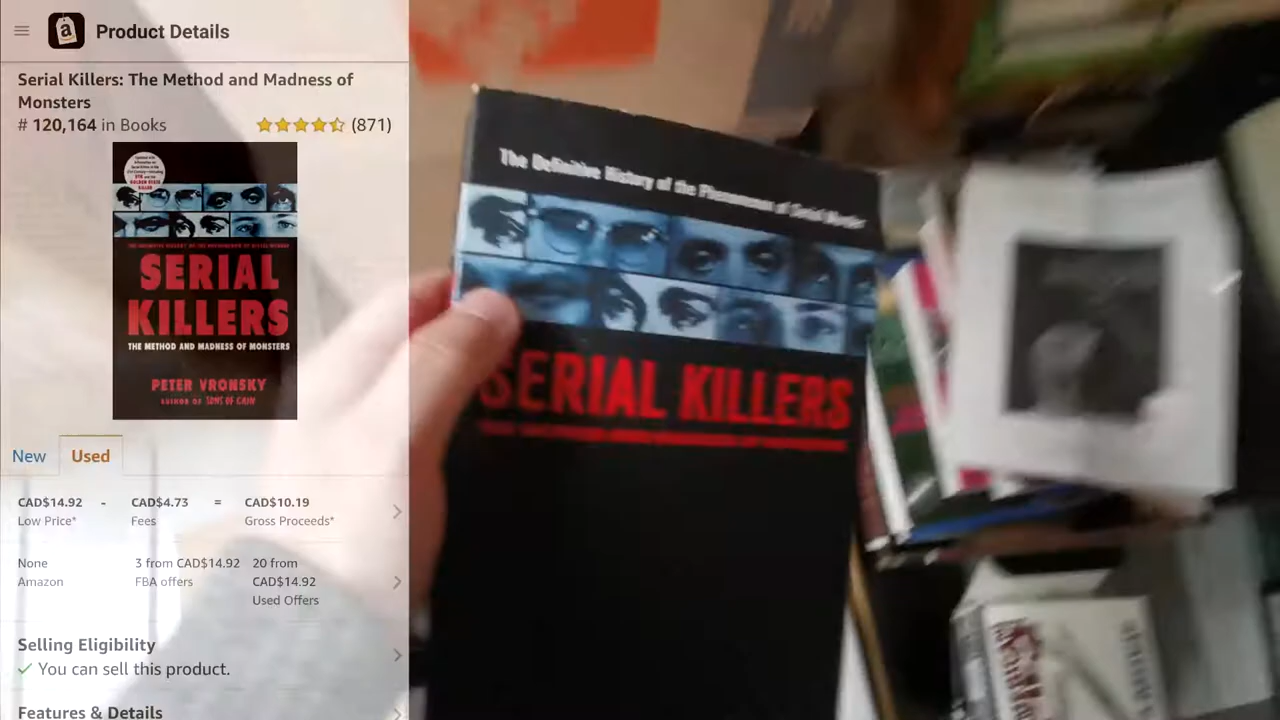 Product Details
Serial Killers: The Method and Madness of
Monsters
# 120,164 in Books
(871)
SERIAL
KILLERS
THE METHOD AND MADNESS OF MONSTERS
PETER VRONSKY
AUTHOR OF SONS OF CAIN
New
Used
CAD$14.92 - CAD$4.73 = CAD$10.19
Low Price* Fees Gross Proceeds*
None 3 from CAD$14.92 20 from
Amazon FBA offers CAD$14.92
Used Offers
Selling Eligibility
You can sell this product.
Features & Details
The Definitive History of the Phenomenon of Serial Murder
SERIAL KILLERS